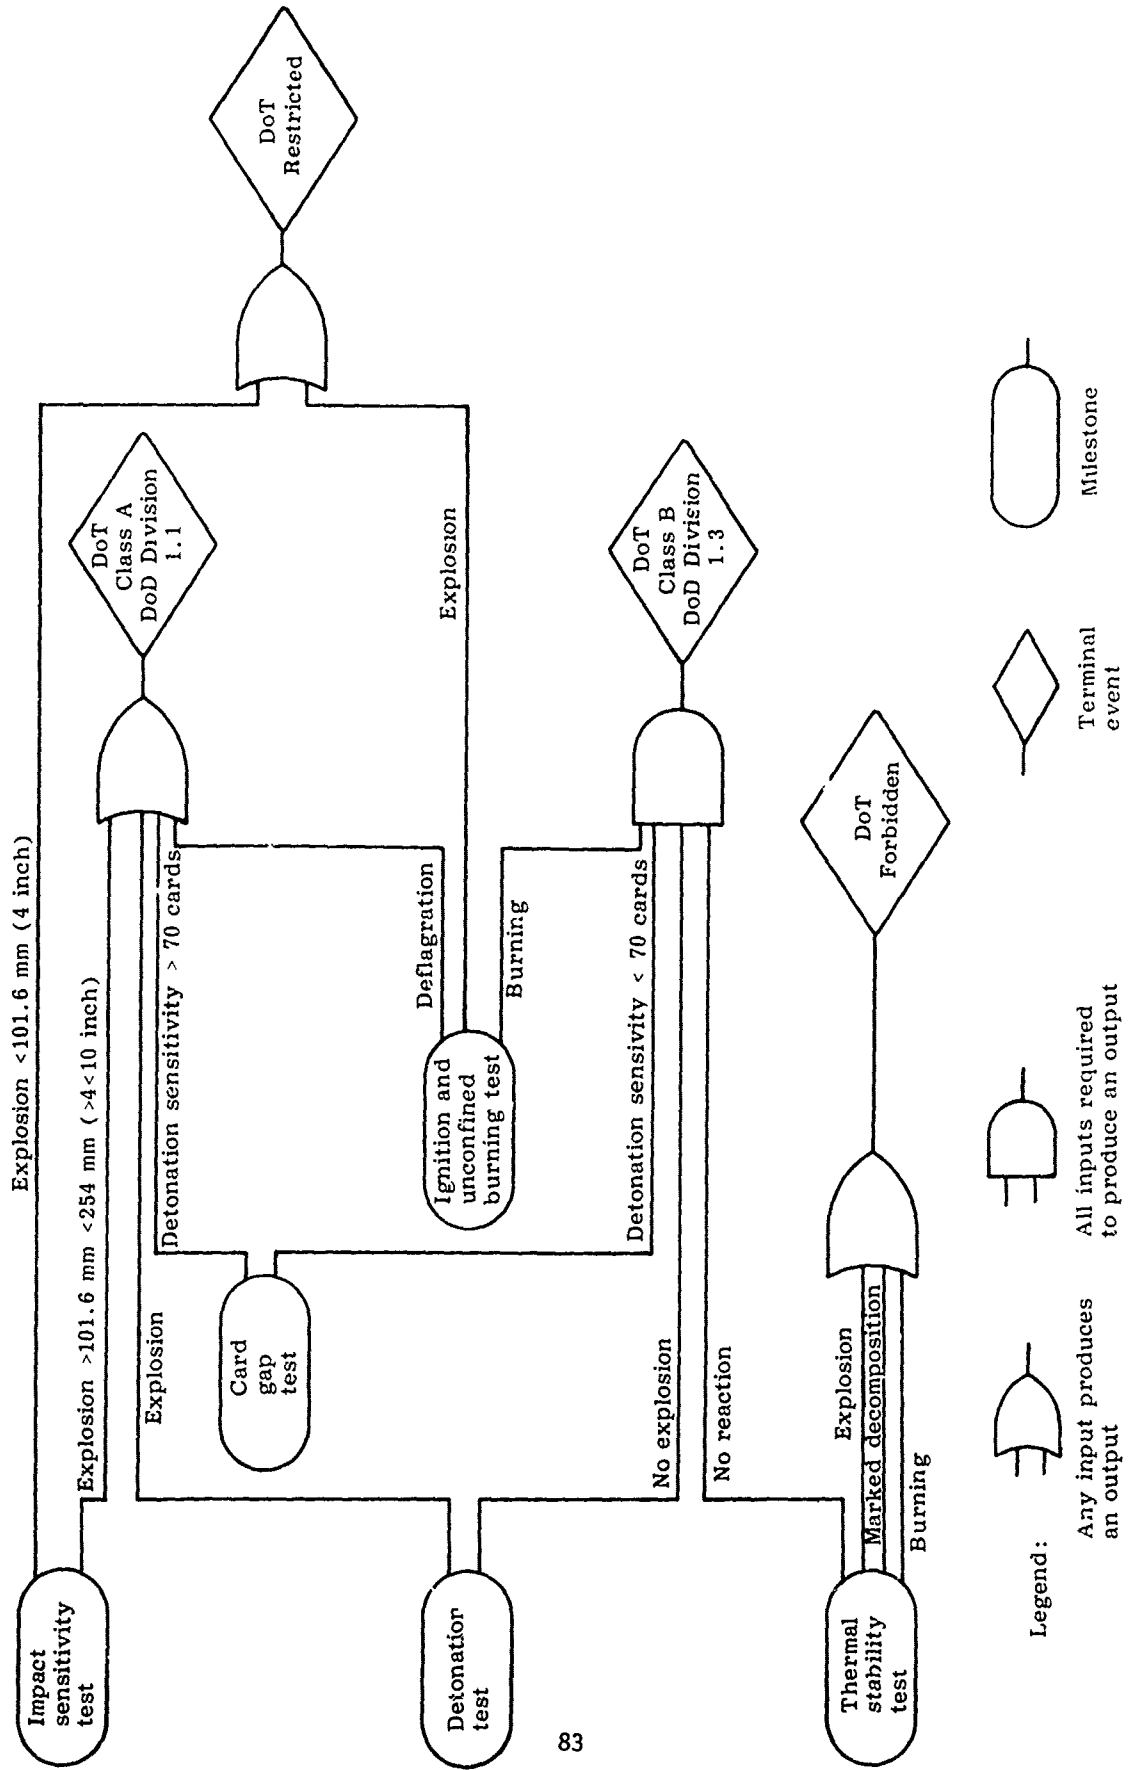 Explosion <101.6 mm (4 inch)
Impact
sensitivity
test
Explosion >101.6 mm <254 mm (>4<10 inch)
DoT
Class A
DoD Division
1.1
DoT
Restricted
Explosion
Detonation sensitivity > 70 cards
Card
gap
test
Deflagration
Explosion
Ignition and
unconfined
burning test
Burning
Detonation
test
Detonation sensivity < 70 cards
No explosion
No reaction
DoT
Class B
DoD Division
1.3
Thermal
stability
test
Explosion
Marked decomposition
Burning
DoT
Forbidden
Legend:
Any input produces
an output
All inputs required
to produce an output
Terminal
event
Milestone
83